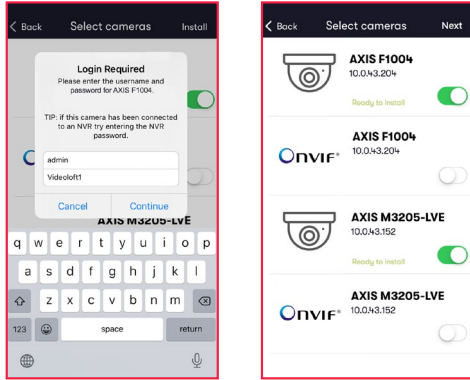 Back Select cameras Install
Login Required
Please enter the username and
password for AXIS F1004.
TIP: if this camera has been connected
to an NVR try entering the NVR
password.
admin
Videoloft1
Cancel Continue
AXIS M3205-LVE
q w e r t y u i o p
a s d f g h j k l
z x c v b n m
123 space return
Back Select cameras Next
AXIS F1004
10.0.43.204
Ready to install
ONVIF®
AXIS F1004
10.0.43.204
AXIS M3205-LVE
10.0.43.152
Ready to install
ONVIF®
AXIS M3205-LVE
10.0.43.152